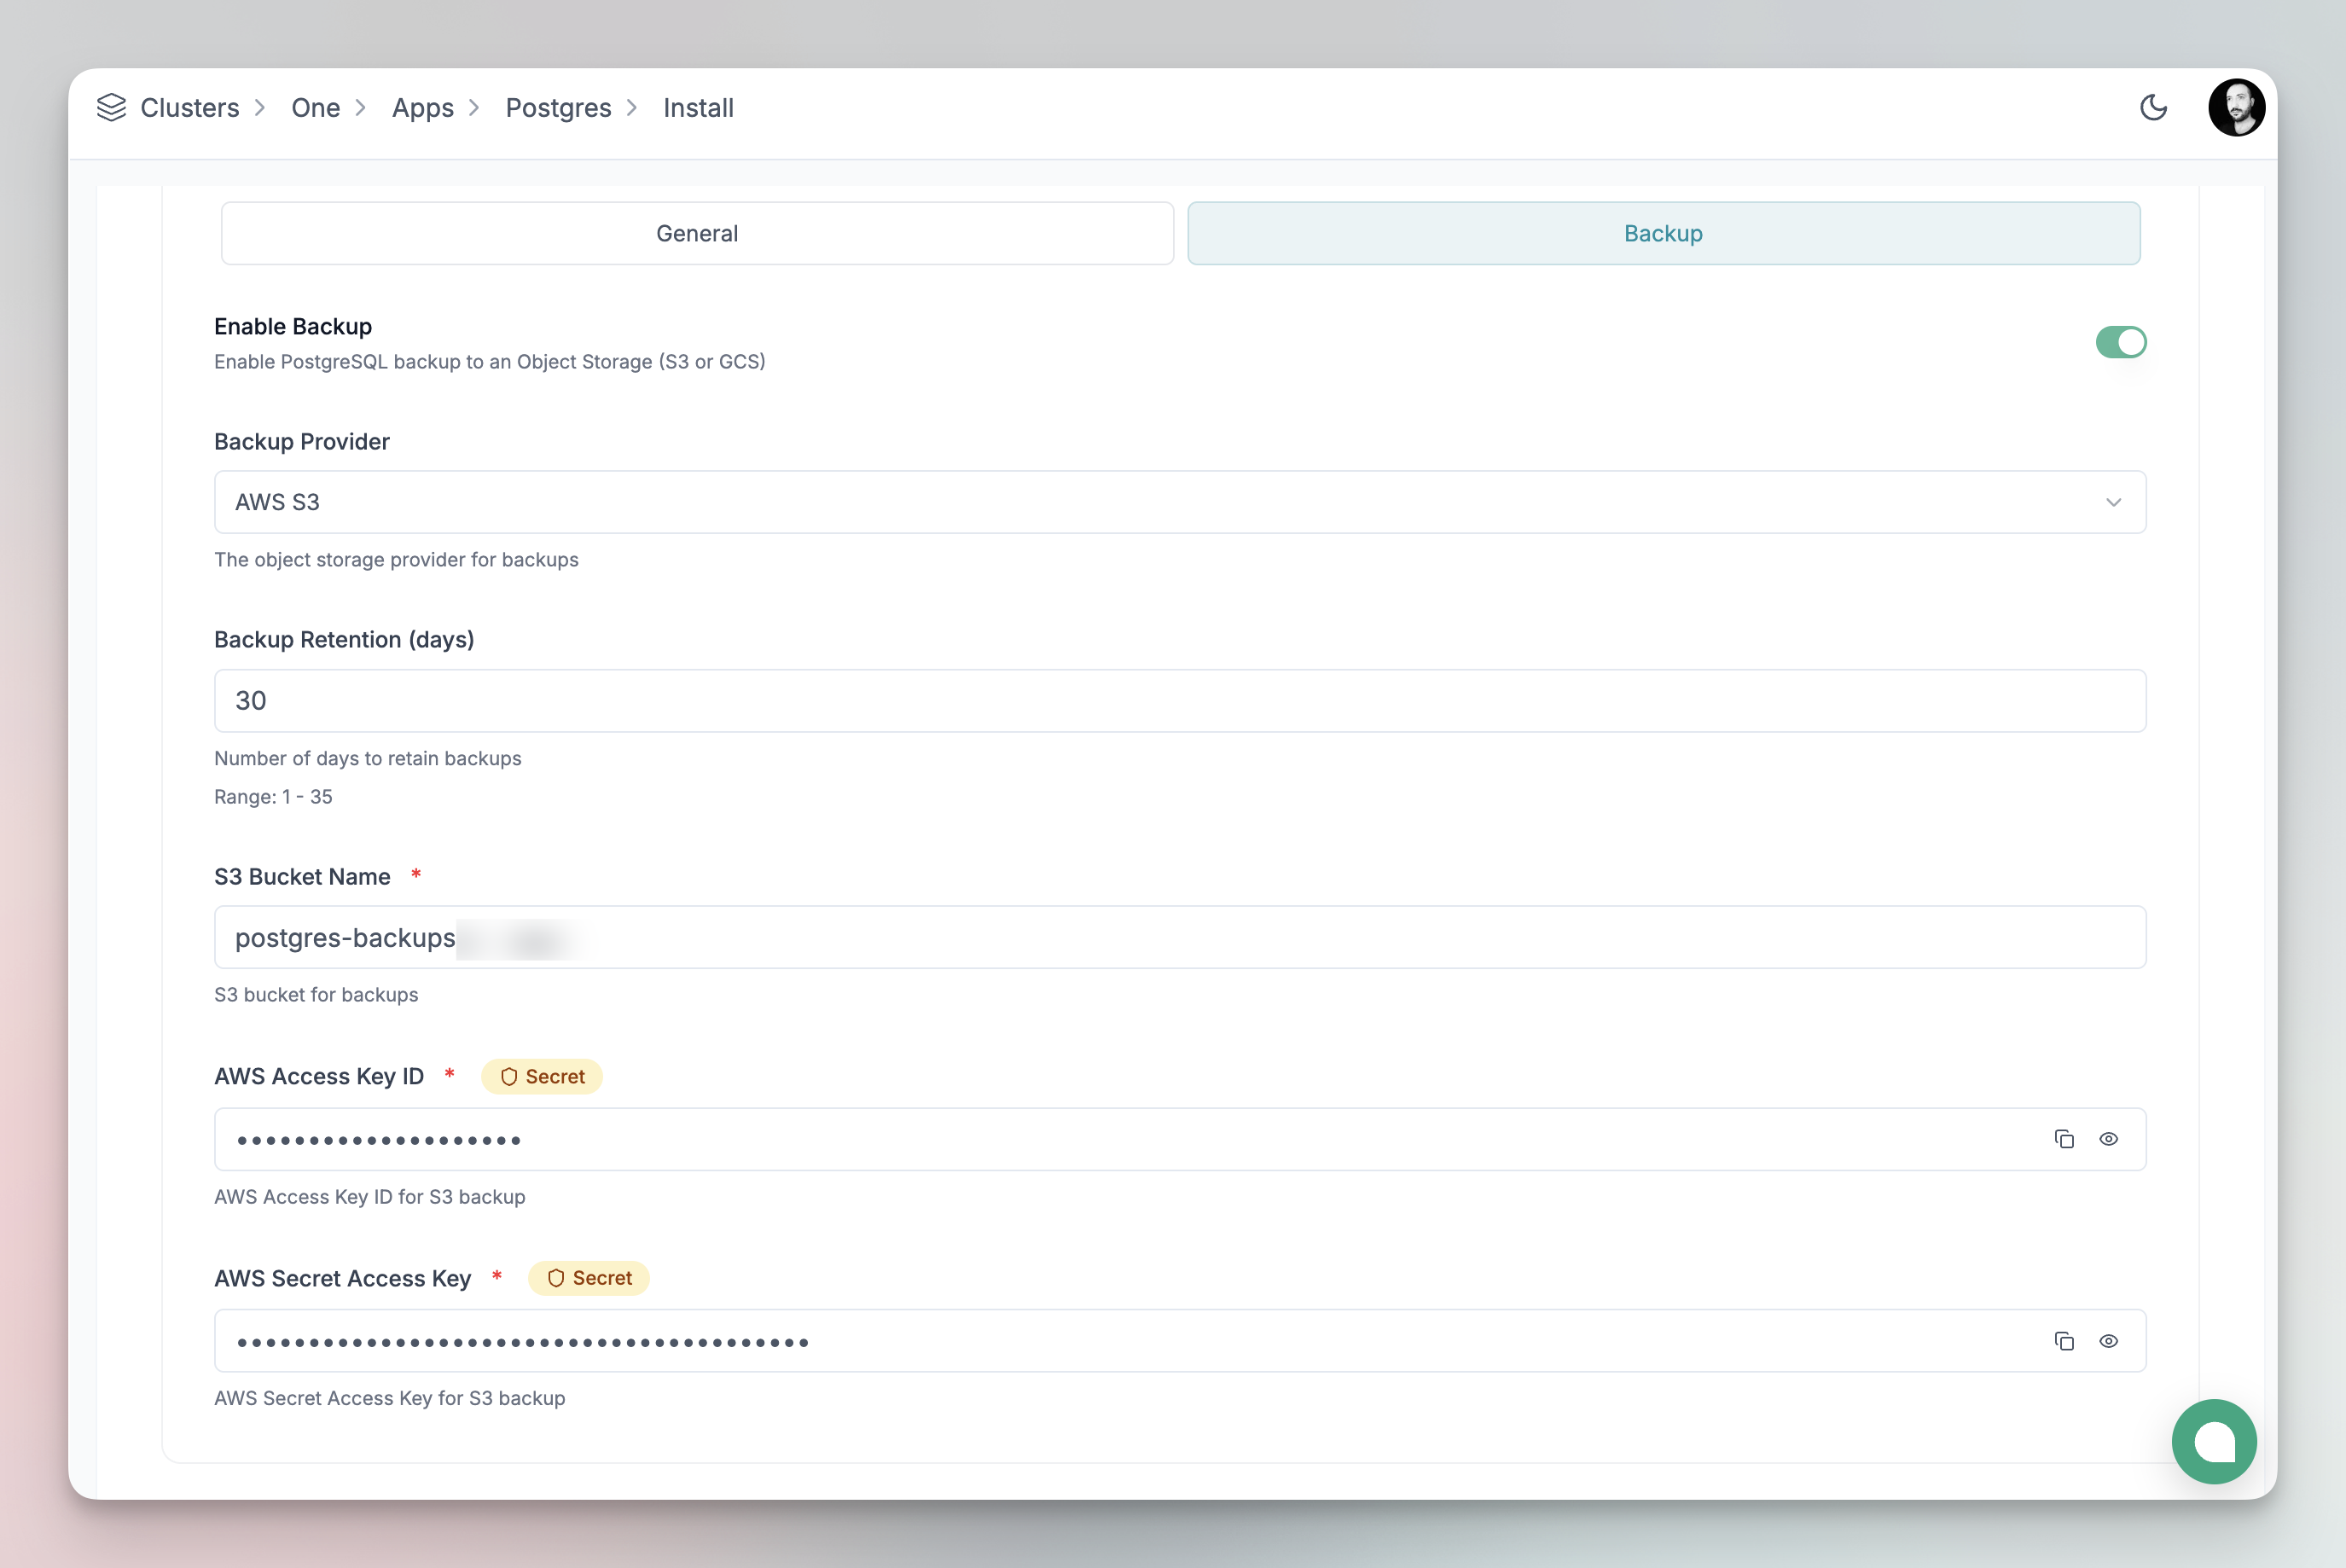 Clusters > One > Apps > Postgres > Install
General
Backup
Enable Backup
Enable PostgreSQL backup to an Object Storage (S3 or GCS)
Backup Provider
AWS S3
The object storage provider for backups
Backup Retention (days)
30
Number of days to retain backups
Range: 1 - 35
S3 Bucket Name *
postgres-backups
S3 bucket for backups
AWS Access Key ID * Secret
••••••••••••••••••••
AWS Access Key ID for S3 backup
AWS Secret Access Key * Secret
••••••••••••••••••••••••••••••••••••••••
AWS Secret Access Key for S3 backup